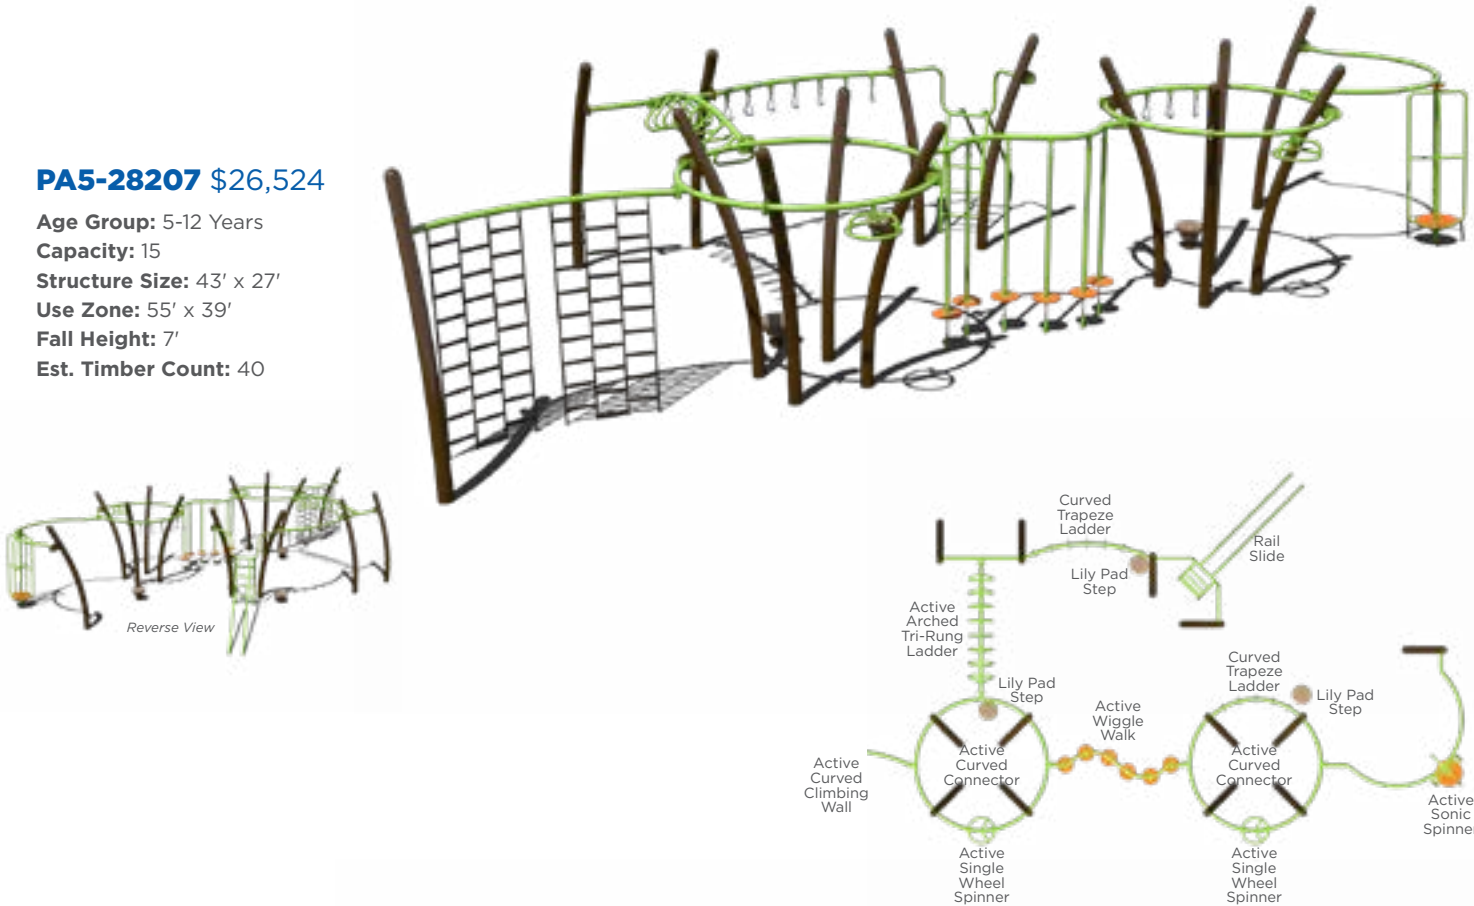 PA5-28207 $26,524
Age Group: 5-12 Years
Capacity: 15
Structure Size: 43' x 27'
Use Zone: 55' x 39'
Fall Height: 7'
Est. Timber Count: 40
Reverse View
Curved
Trapeze
Ladder
Rail
Slide
Lily Pad
Step
Active
Arched
Tri-Rung
Ladder
Lily Pad
Step
Active
Wiggle
Walk
Curved
Trapeze
Ladder
Lily Pad
Step
Active
Curved
Climbing
Wall
Active
Curved
Connector
Active
Curved
Connector
Active
Sonic
Spinner
Active
Single
Wheel
Spinner
Active
Single
Wheel
Spinner